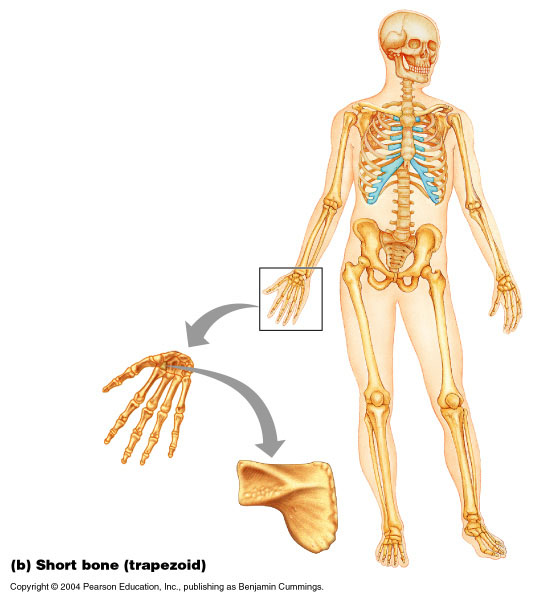 (b) Short bone (trapezoid)
Copyright © 2004 Pearson Education, Inc., publishing as Benjamin Cummings.